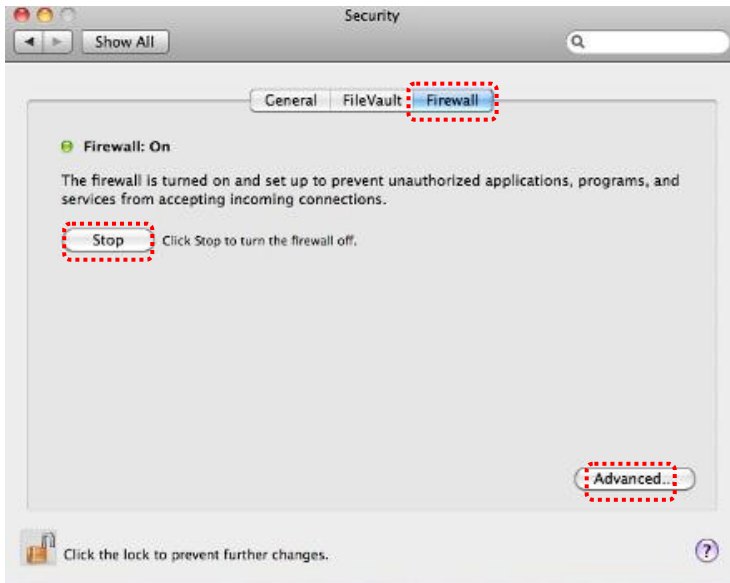 Security
Show All
General FileVault Firewall
Firewall: On
The firewall is turned on and set up to prevent unauthorized applications, programs, and
services from accepting incoming connections.
Stop Click Stop to turn the firewall off.
Advanced...
Click the lock to prevent further changes.
?